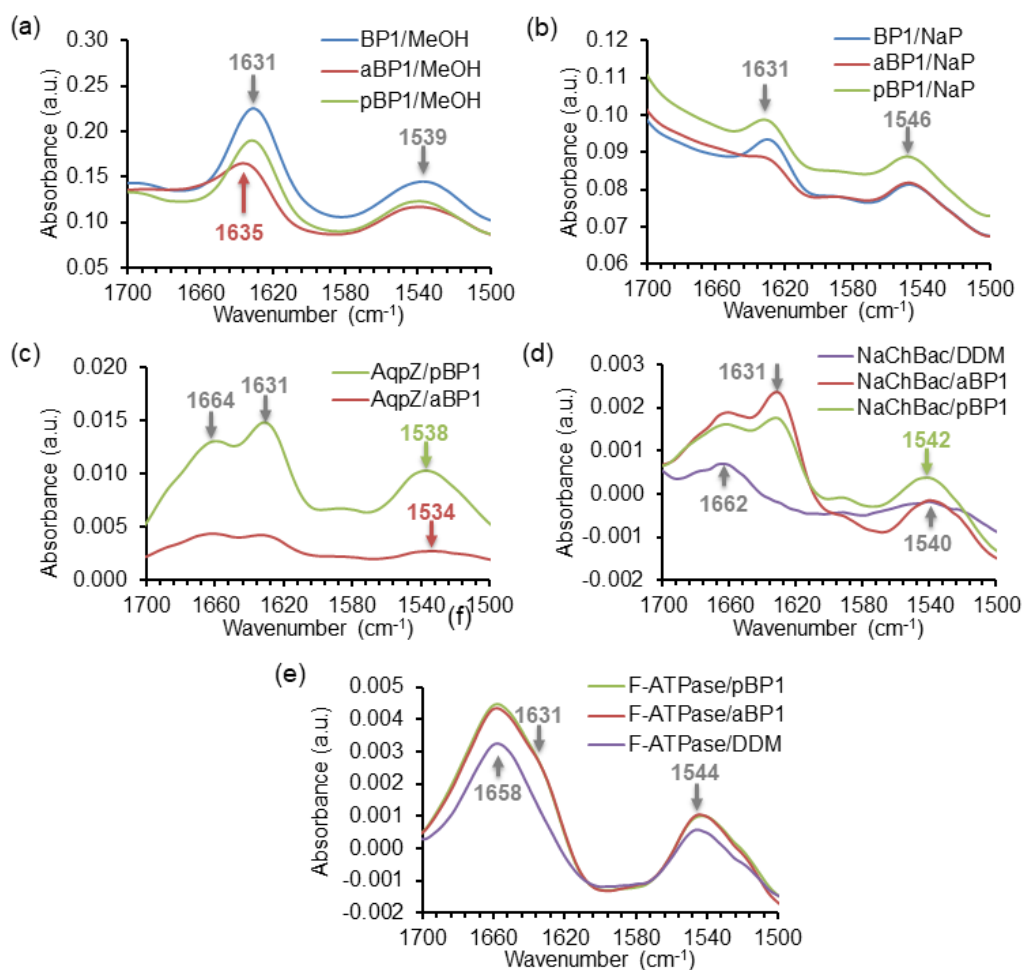 (a)
BP1/MeOH
aBP1/MeOH
pBP1/MeOH
1631
1539
1635
Absorbance (a.u.)
0.30
0.25
0.20
0.15
0.10
0.05
1700 1660 1620 1580 1540 1500
Wavenumber (cm-1)
(b)
BP1/NaP
aBP1/NaP
pBP1/NaP
1631
1546
Absorbance (a.u.)
0.12
0.11
0.10
0.09
0.08
0.07
0.06
1700 1660 1620 1580 1540 1500
Wavenumber (cm-1)
(c)
AqpZ/pBP1
AqpZ/aBP1
1664
1631
1538
1534
Absorbance (a.u.)
0.020
0.015
0.010
0.005
0.000
1700 1660 1620 1580 1540 1500
Wavenumber (cm-1)
(f)
(d)
NaChBac/DDM
NaChBac/aBP1
NaChBac/pBP1
1631
1542
1662
1540
Absorbance (a.u.)
0.003
0.002
0.001
0.000
-0.001
-0.002
1700 1660 1620 1580 1540 1500
Wavenumber (cm-1)
(e)
F-ATPase/pBP1
F-ATPase/aBP1
F-ATPase/DDM
1631
1658
1544
Absorbance (a.u.)
0.005
0.004
0.003
0.002
0.001
0.000
-0.001
-0.002
1700 1660 1620 1580 1540 1500
Wavenumber (cm-1)